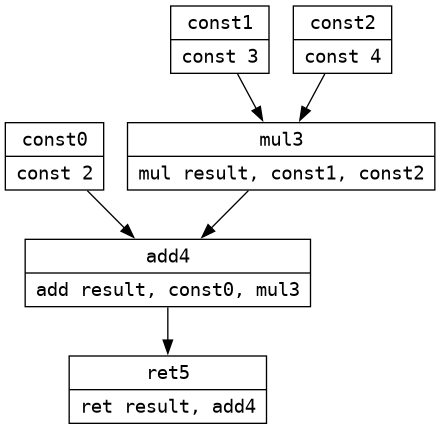 const1
const 3
const2
const 4
const0
const 2
mul3
mul result, const1, const2
add4
add result, const0, mul3
ret5
ret result, add4